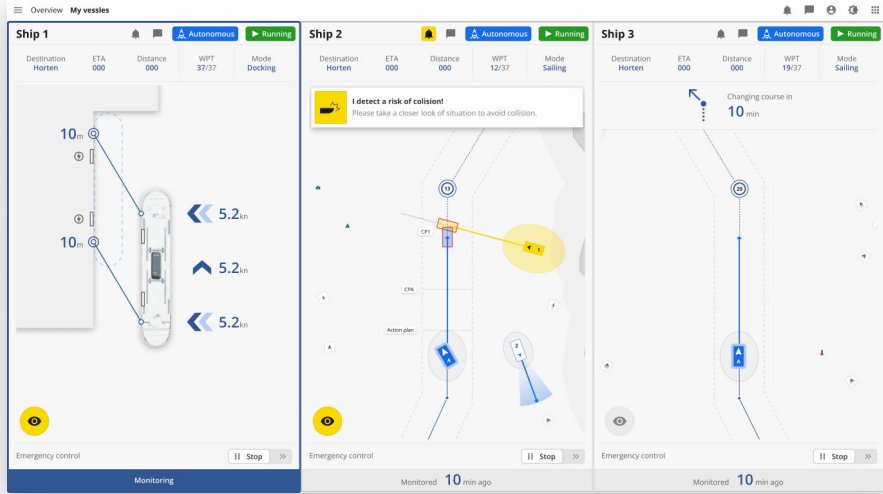 Overview My vessles
Ship 1
Autonomous
Running
Destination ETA Distance WPT Mode
Horten 000 000 37/37 Docking
10m
10m
5.2kn
5.2kn
5.2kn
Emergency control
Stop
Monitoring
Ship 2
Autonomous
Running
Destination ETA Distance WPT Mode
Horten 000 000 12/37 Sailing
I detect a risk of colision!
Please take a closer look of situation to avoid collision.
13
CP1
1
CPA
Action plan
2
A
Emergency control
Stop
Monitored 10 min ago
Ship 3
Autonomous
Running
Destination ETA Distance WPT Mode
Horten 000 000 19/37 Sailing
Changing course in
10 min
20
A
Emergency control
Stop
Monitored 10 min ago